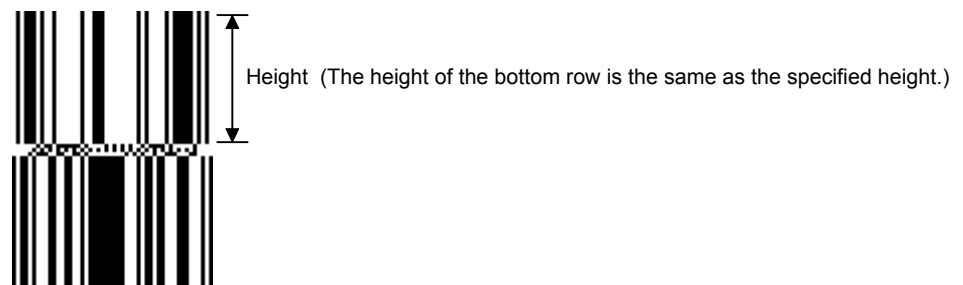 Height (The height of the bottom row is the same as the specified height.)